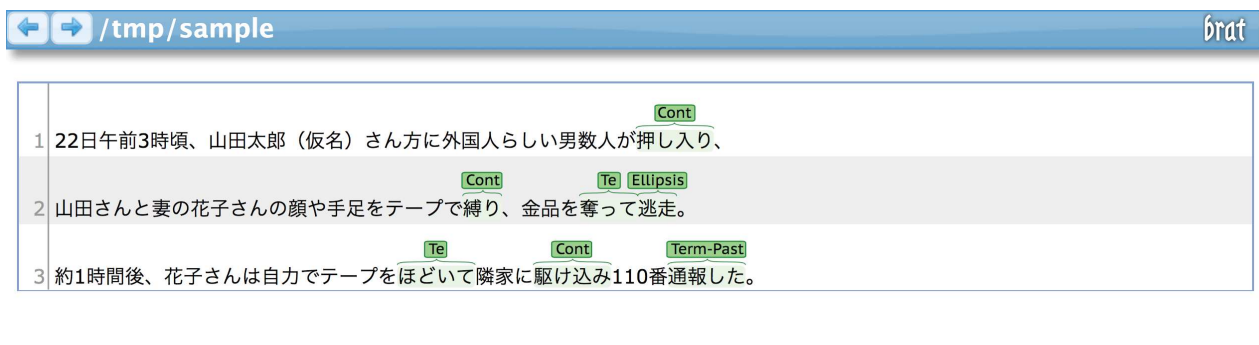 /tmp/sample
brat
Cont
1 22日午前3時頃、山田太郎（仮名）さん方に外国人らしい男数人が押し入り、
Cont Te Ellipsis
2 山田さんと妻の花子さんの顔や手足をテープで縛り、金品を奪って逃走。
Te Cont Term-Past
3 約1時間後、花子さんは自力でテープをほどいて隣家に駆け込み110番通報した。